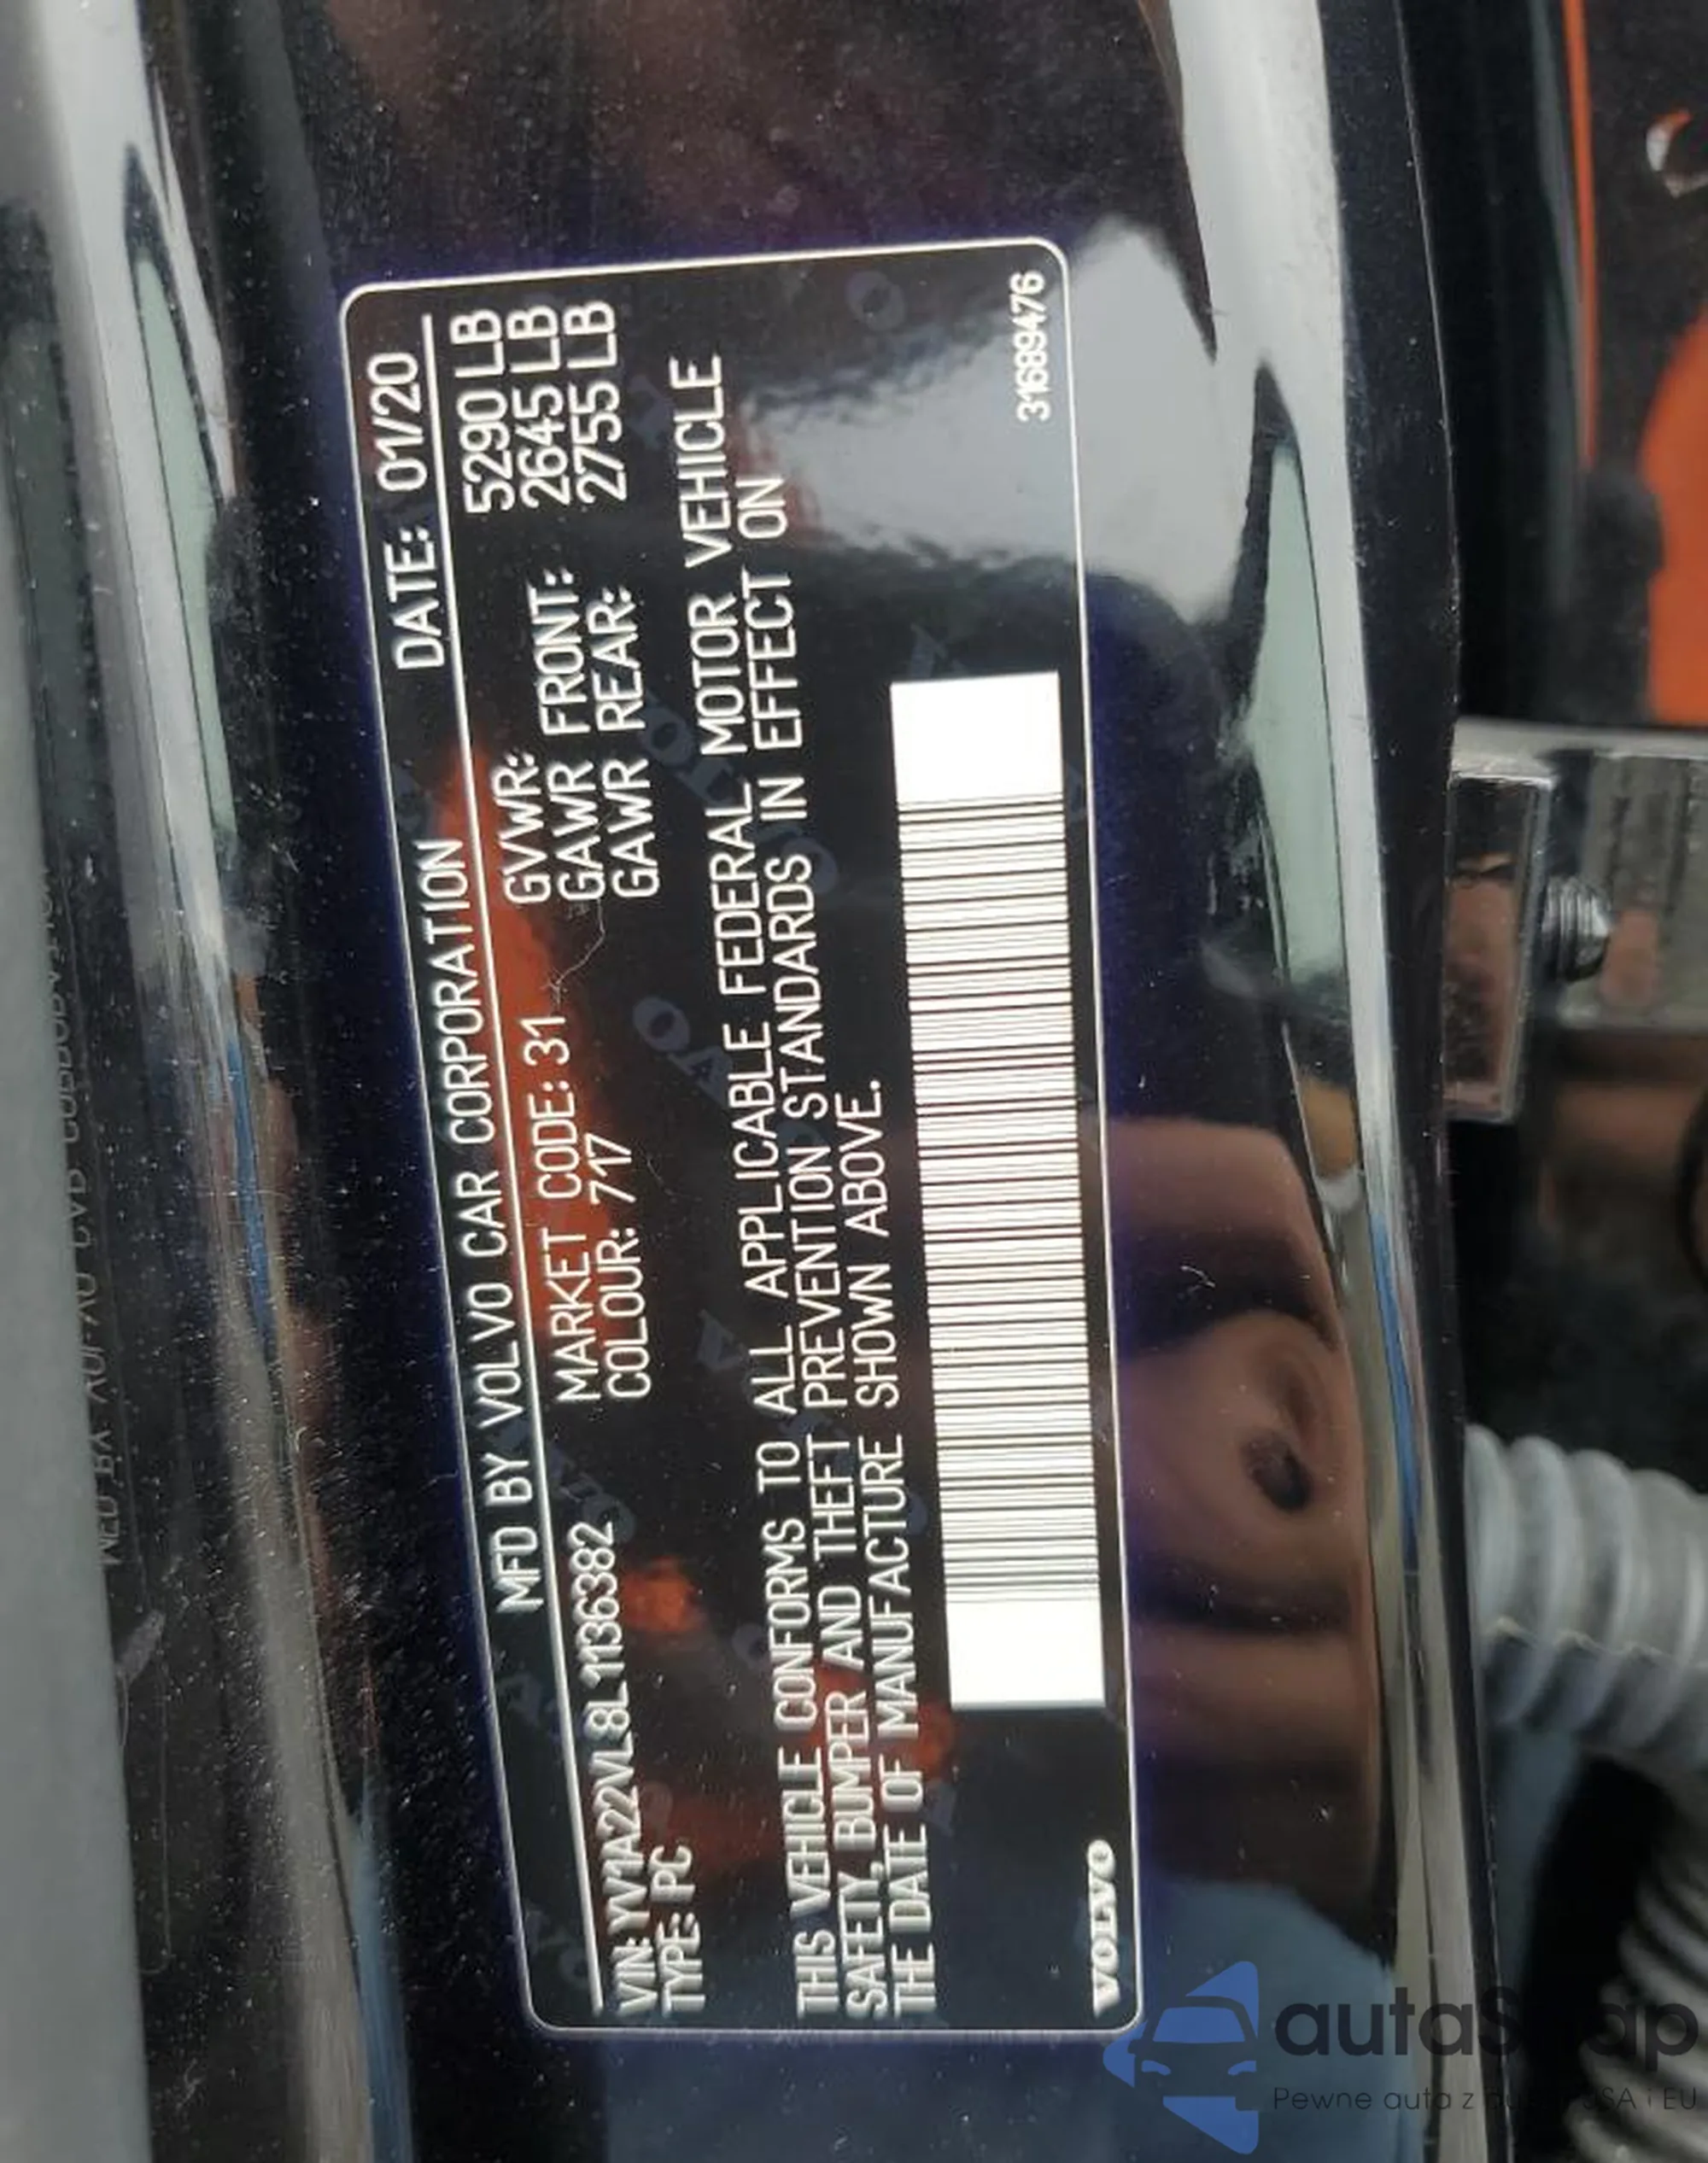 MFD BY VOLVO CAR CORPORATION DATE: 01/20
VIN: YV1A22VL8L1136382 MARKET CODE: 31 GVWR: 5290 LB
TYPE: PC COLOUR: 717 GAWR FRONT: 2645 LB
GAWR REAR: 2755 LB
THIS VEHICLE CONFORMS TO ALL APPLICABLE FEDERAL MOTOR VEHICLE
SAFETY, BUMPER AND THEFT PREVENTION STANDARDS IN EFFECT ON
THE DATE OF MANUFACTURE SHOWN ABOVE.
VOLVO 31689476
Pewne auta z USA i EU